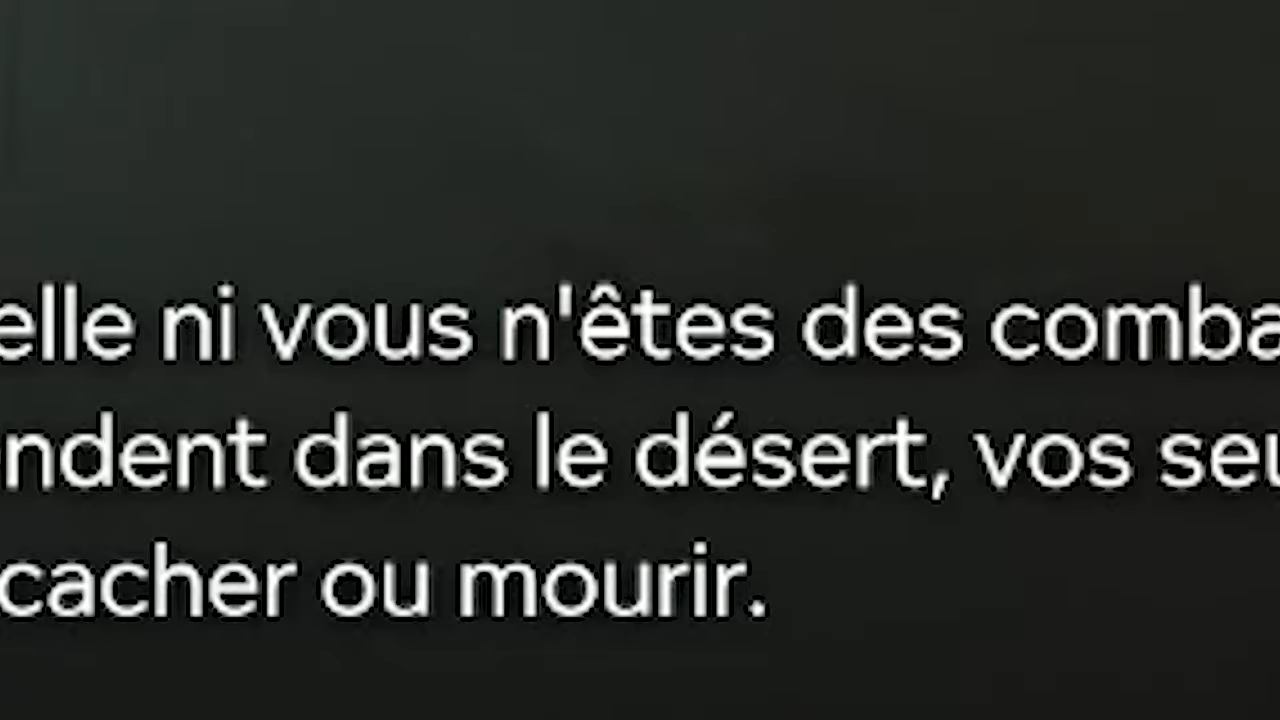 elle ni vous n'êtes des comba
ndent dans le désert, vos seu
cacher ou mourir.